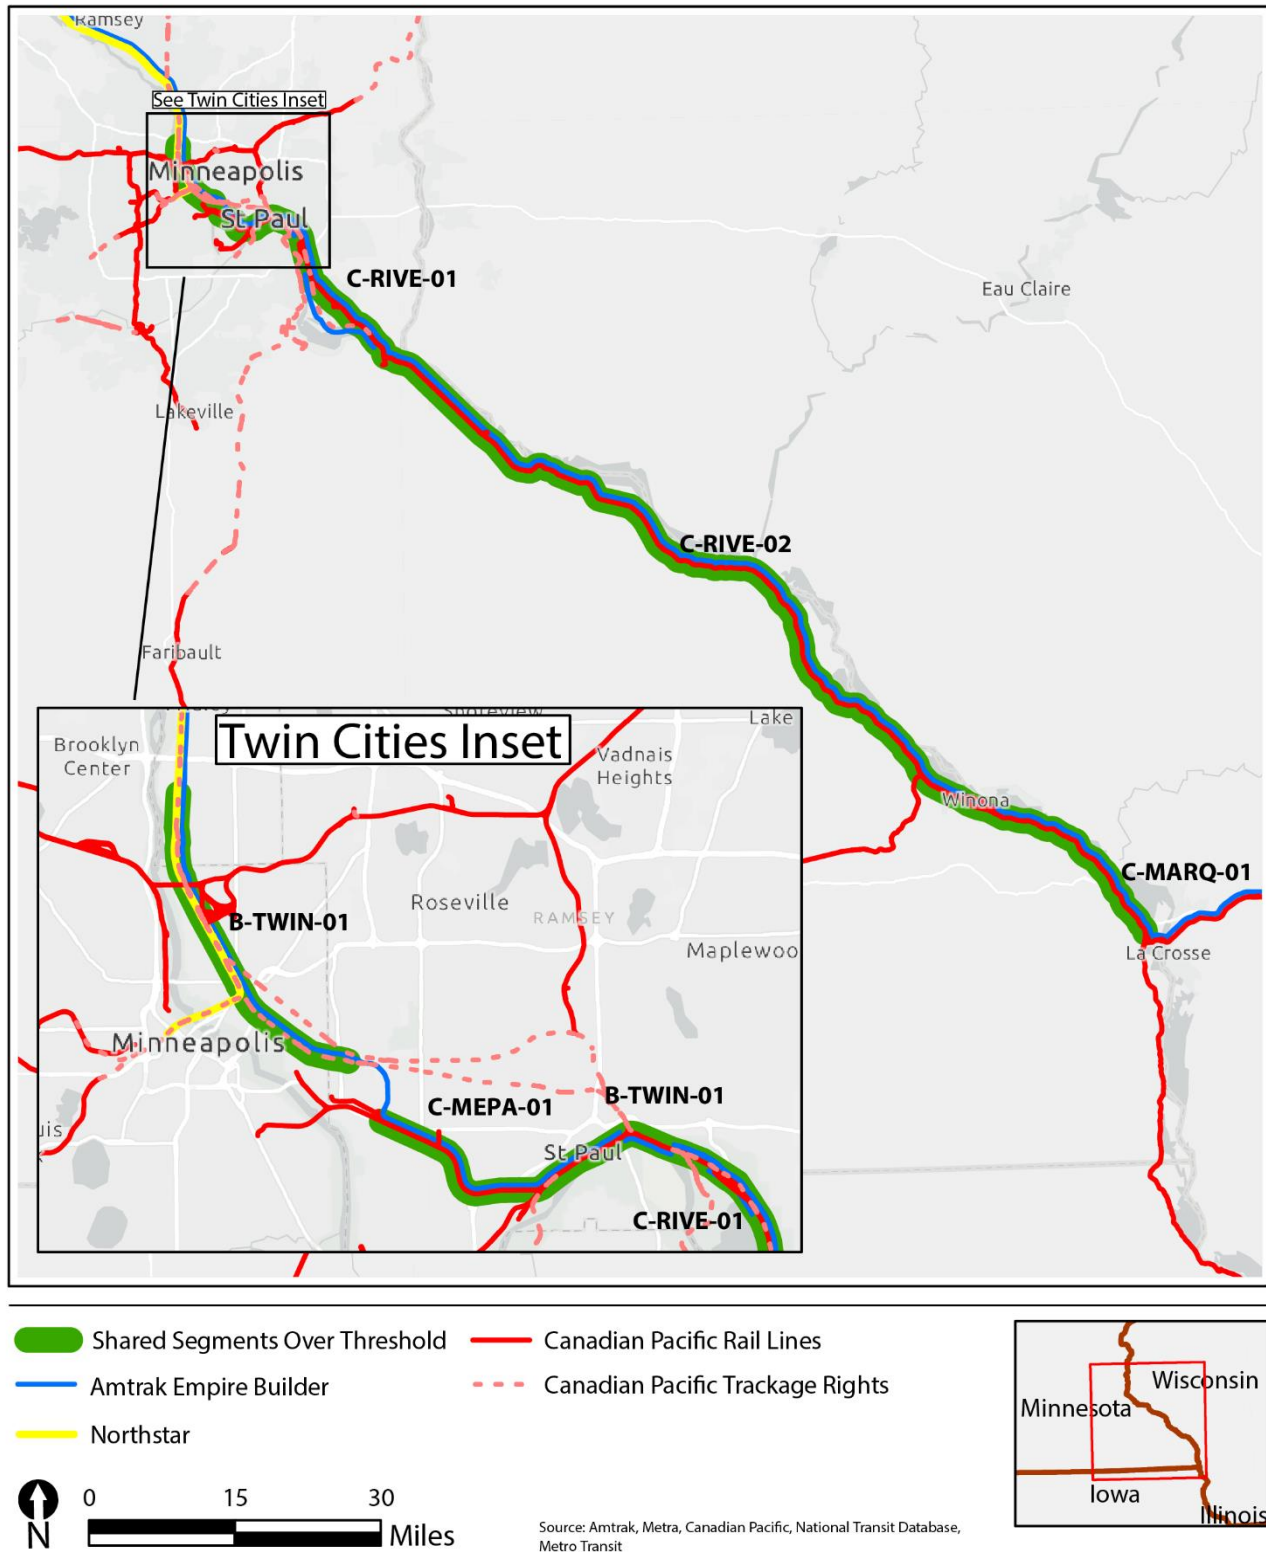 Ramsey
See Twin Cities Inset
Minneapolis
St Paul
C-RIVE-01
Eau Claire
Lakeville
C-RIVE-02
Faribault
Winona
C-MARQ-01
La Crosse
Twin Cities Inset
Shoreview
Lake
Brooklyn
Center
Vadnais
Heights
Roseville
RAMSEY
B-TWIN-01
Maplewoo
Minneapolis
C-MEPA-01
B-TWIN-01
uis
St Paul
C-RIVE-01
Shared Segments Over Threshold
Canadian Pacific Rail Lines
Amtrak Empire Builder
Canadian Pacific Trackage Rights
Northstar
Wisconsin
Minnesota
Iowa
Illinois
0 15 30
Miles
N
Source: Amtrak, Metra, Canadian Pacific, National Transit Database,
Metro Transit